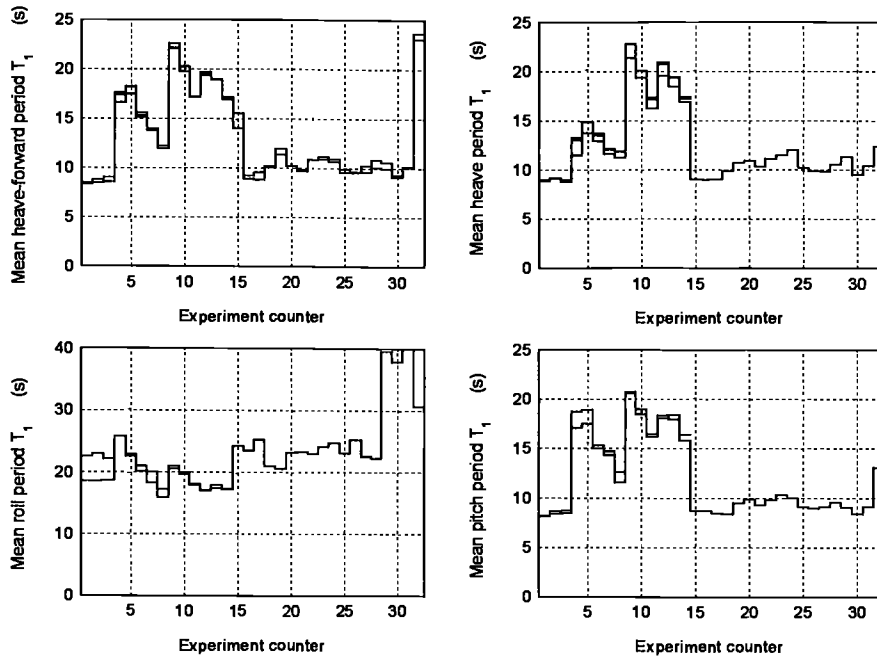 Mean heave-forward period T1 (s)
25
20
15
10
5
0
5 10 15 20 25 30
Experiment counter
Mean heave period T1 (s)
25
20
15
10
5
0
5 10 15 20 25 30
Experiment counter
Mean roll period T1 (s)
40
30
20
10
0
5 10 15 20 25 30
Experiment counter
Mean pitch period T1 (s)
25
20
15
10
5
0
5 10 15 20 25 30
Experiment counter